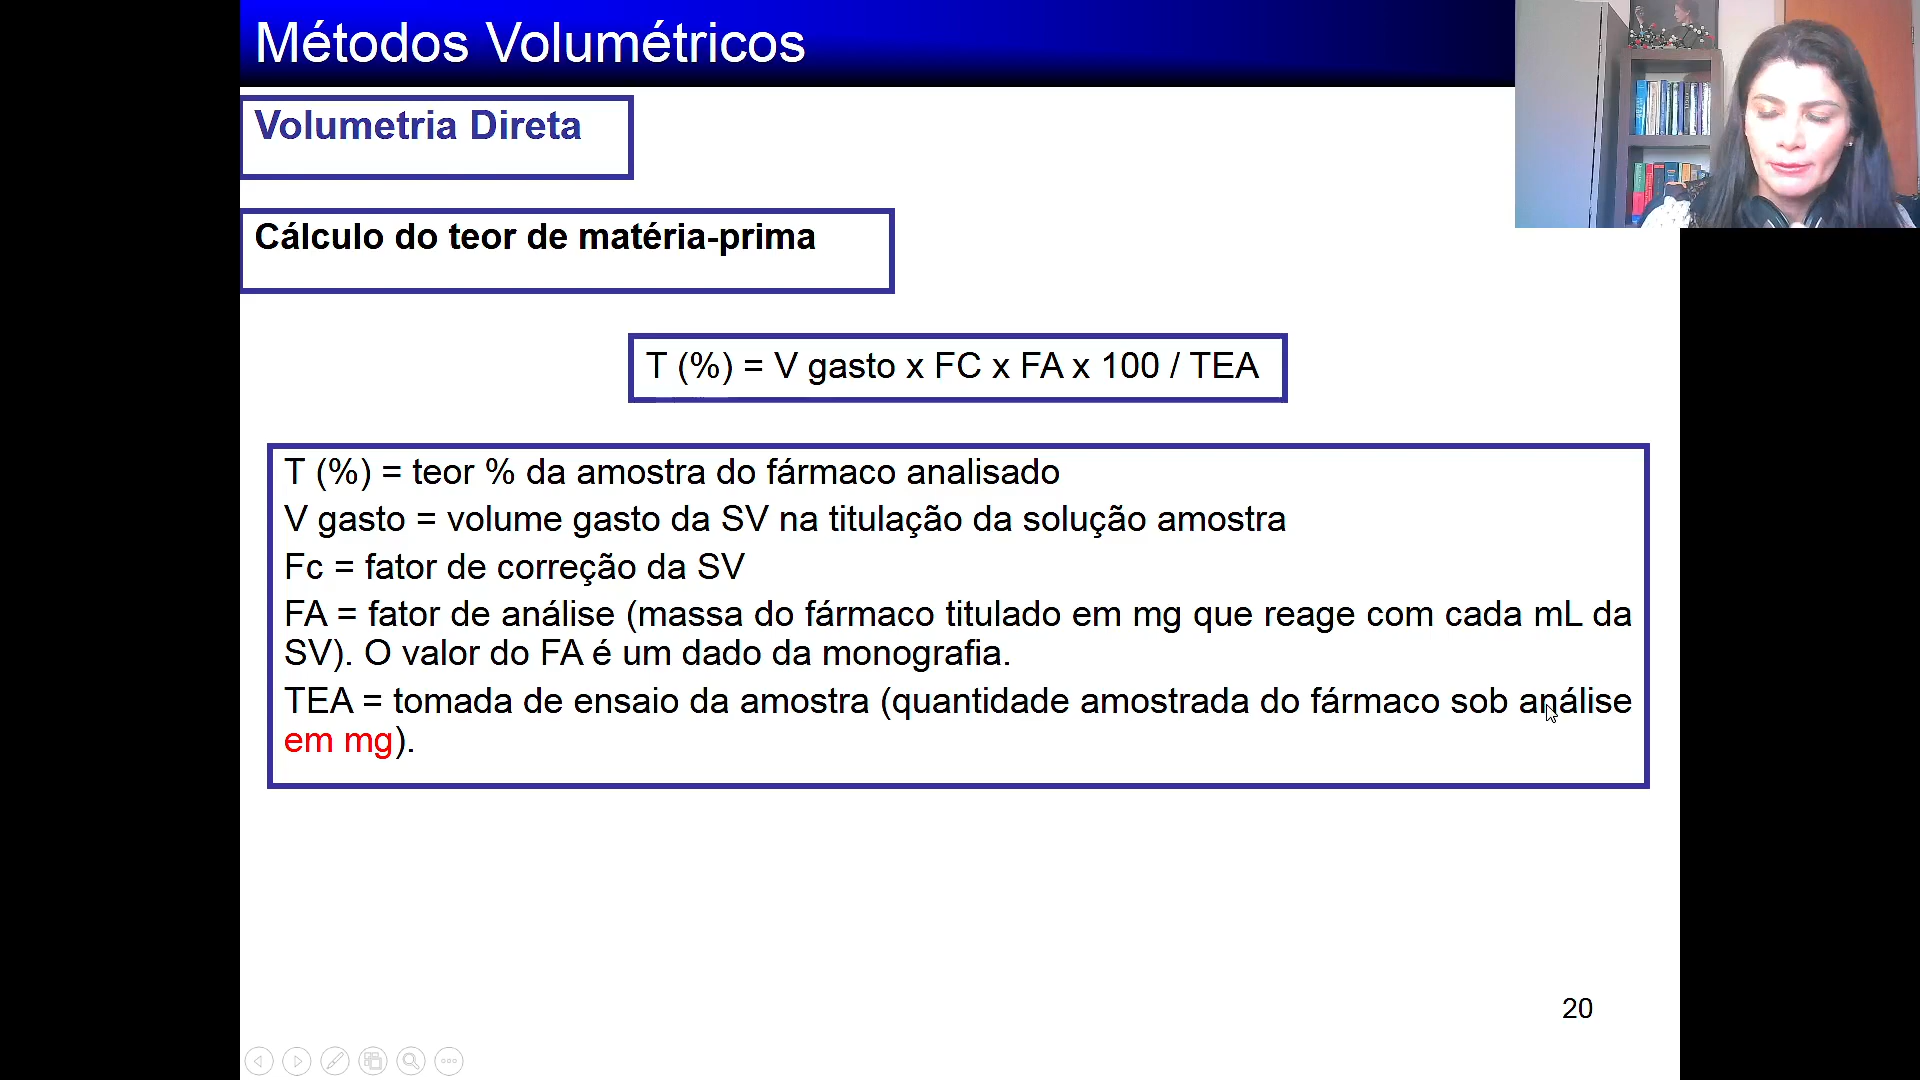 Métodos Volumétricos
Volumetria Direta
Cálculo do teor de matéria-prima
T (%) = V gasto x FC x FA x 100 / TEA
T (%) = teor % da amostra do fármaco analisado
V gasto = volume gasto da SV na titulação da solução amostra
Fc = fator de correção da SV
FA = fator de análise (massa do fármaco titulado em mg que reage com cada mL da
SV). O valor do FA é um dado da monografia.
TEA = tomada de ensaio da amostra (quantidade amostrada do fármaco sob análise
em mg).
20